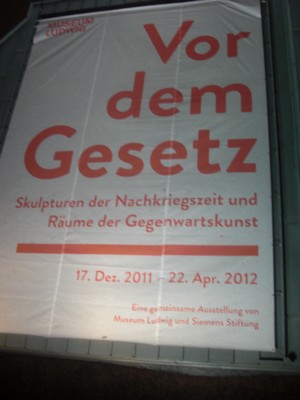 MUSEUM
LUDWIG
Vor
dem
Gesetz
Skulpturen der Nachkriegszeit und
Räume der Gegenwartskunst
17. Dez. 2011 – 22. Apr. 2012
Eine gemeinsame Ausstellung von
Museum Ludwig und Siemens Stiftung